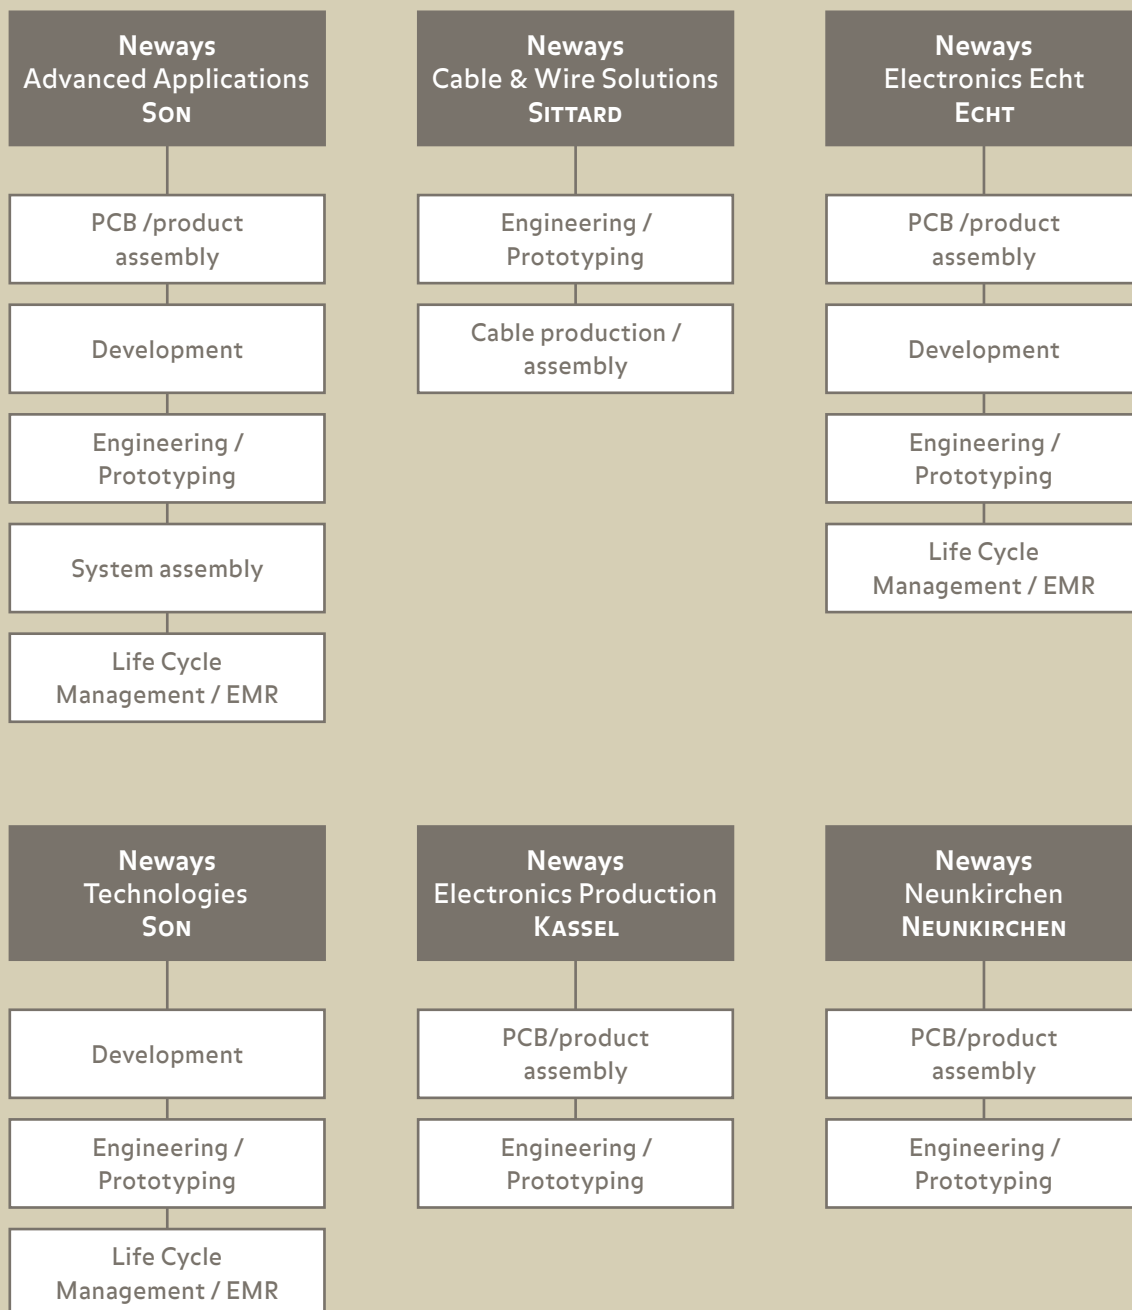 Neways
Advanced Applications
SON
PCB /product
assembly
Development
Engineering /
Prototyping
System assembly
Life Cycle
Management / EMR
Neways
Cable & Wire Solutions
SITTARD
Engineering /
Prototyping
Cable production /
assembly
Neways
Electronics Echt
ECHT
PCB /product
assembly
Development
Engineering /
Prototyping
Life Cycle
Management / EMR
Neways
Technologies
SON
Development
Engineering /
Prototyping
Life Cycle
Management / EMR
Neways
Electronics Production
KASSEL
PCB/product
assembly
Engineering /
Prototyping
Neways
Neunkirchen
NEUNKIRCHEN
PCB/product
assembly
Engineering /
Prototyping